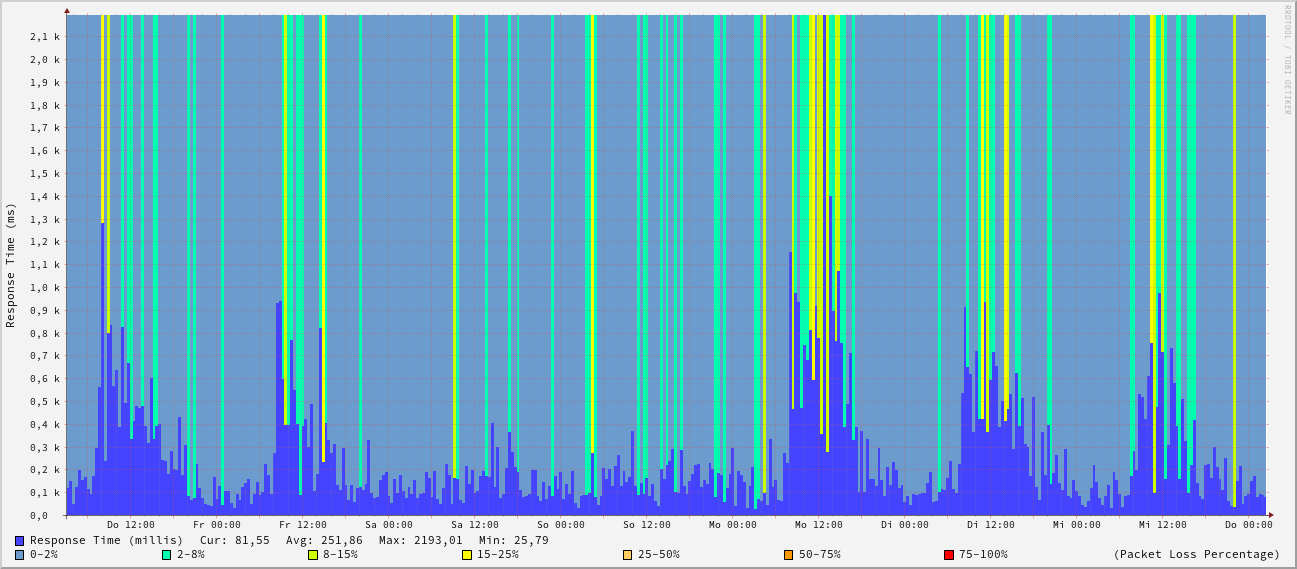 RRDTOOL / TOBI OETIKER
Response Time (ms)
2,1 k
2,0 k
1,9 k
1,8 k
1,7 k
1,6 k
1,5 k
1,4 k
1,3 k
1,2 k
1,1 k
1,0 k
0,9 k
0,8 k
0,7 k
0,6 k
0,5 k
0,4 k
0,3 k
0,2 k
0,1 k
0,0
Do 12:00 Fr 00:00 Fr 12:00 Sa 00:00 Sa 12:00 So 00:00 So 12:00 Mo 00:00 Mo 12:00 Di 00:00 Di 12:00 Mi 00:00 Mi 12:00 Do 00:00
Response Time (millis) Cur: 81,55 Avg: 251,86 Max: 2193,01 Min: 25,79
0-2% 2-8% 8-15% 15-25% 25-50% 50-75% 75-100% (Packet Loss Percentage)